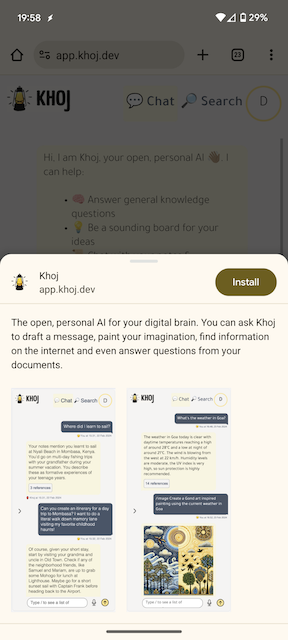 19:58
29%
app.khoj.dev
23
KHOJ
Chat
Search
D
Hi. I am Khoj, your open, personal AI 👋🏽. I
can help:
🧠 Answer general knowledge
questions
💡 Be a sounding board for your
ideas
Khoj
app.khoj.dev
Install
The open, personal AI for your digital brain. You can ask Khoj
to draft a message, paint your imagination, find information
on the internet and even answer questions from your
documents.
KHOJ
Chat
Search
D
Where did I learn to sail?
Your notes mention you learnt to sail
at Nyali Beach in Mombasa, Kenya.
You'd go on multi-day fishing trips
with your grandfather during your
summer vacation. You describe
these as formative experiences of
your teenage years.
3 references
Can you create an itinerary for a day
trip to Mombasa? I want to do a
literal walk down memory lane
visiting my favorite childhood
haunts!
Of course, given your short stay,
start by visiting your grandma and
uncle in Old Town. Check if any of
the childhood friends, like
Samuel and Mariam, are up to grab
some Mohogo for lunch at
Lighthouse. Maybe go for a short
sunset sail with Captain Frank before
heading back to the Airport.
Type / to see a list of
KHOJ
Chat
Search
D
What's the weather in Goa?
The weather in Goa today is clear with
daytime temperatures reaching a high
of around 28°C and a low at night of
around 21°C. The wind is blowing from
the west at 22 km/h. Humidity levels
are moderate, the UV index is very
high, so sun protection is highly
recommended.
14 references
/image Create a Gond art inspired
painting using the current weather in
Goa
Type / to see a list of